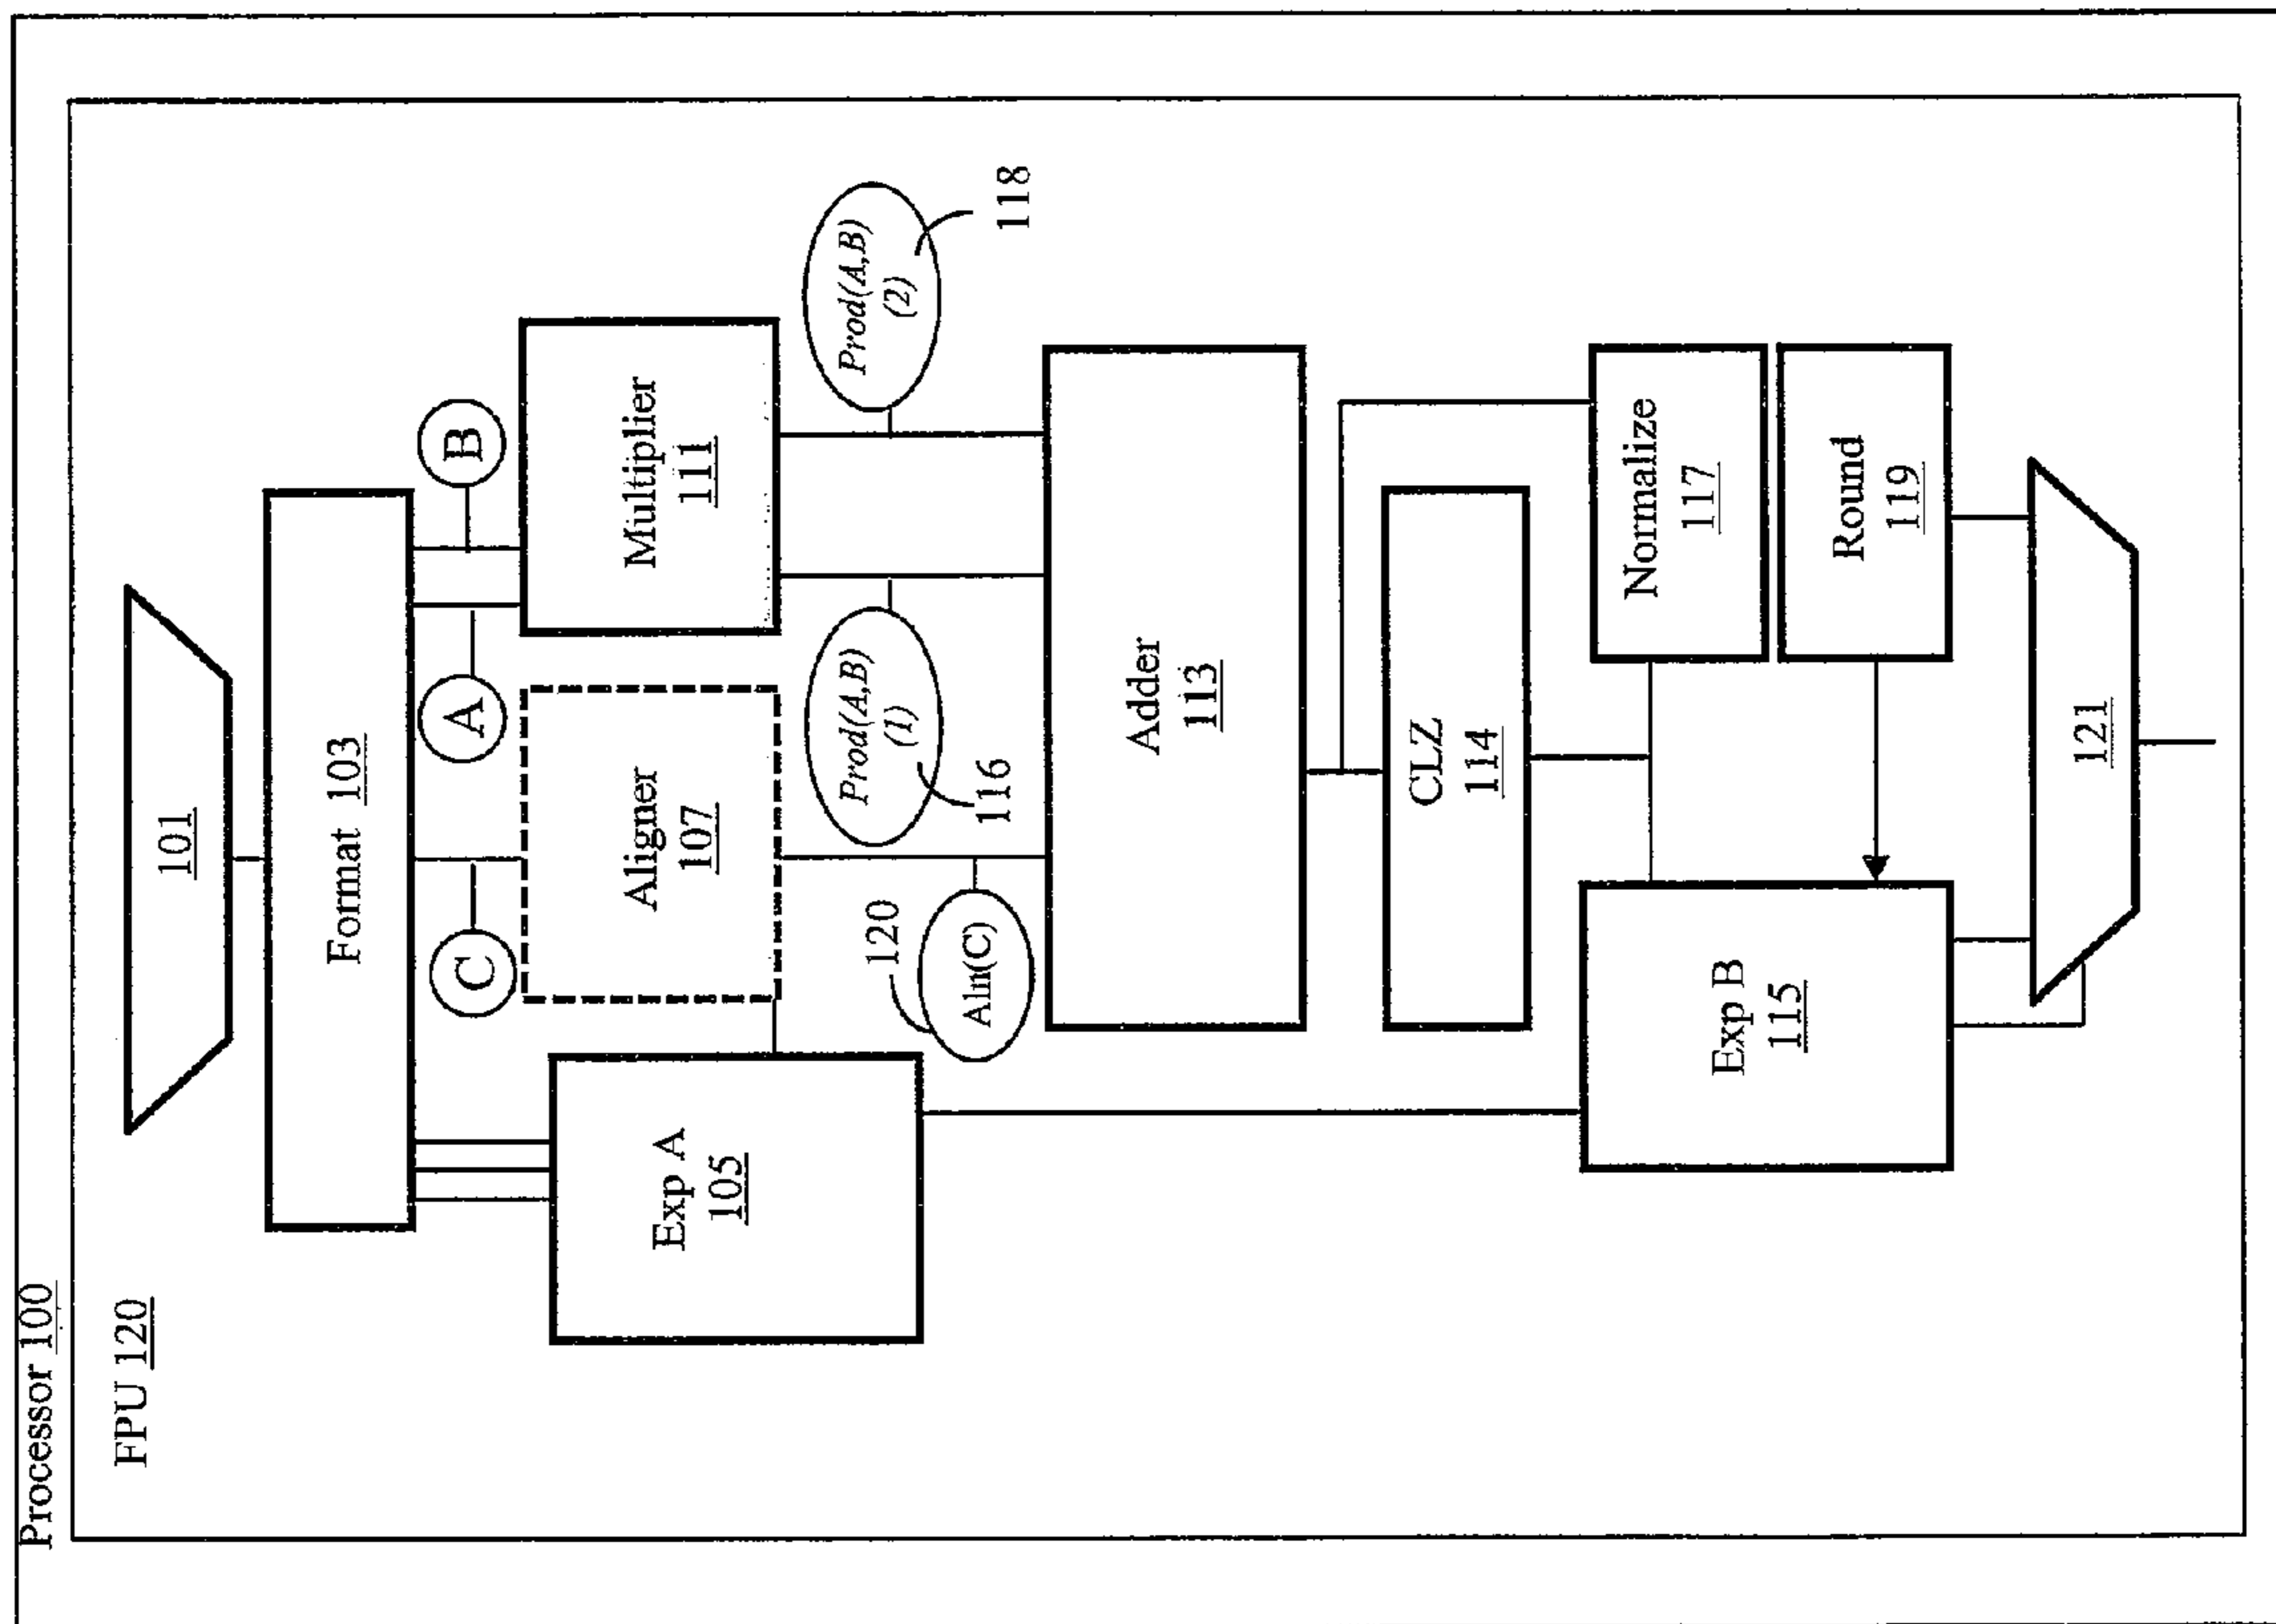 Processor 100
FPU 120
101
Format 103
C
A
B
Exp A
105
Aligner
107
Multiplier
111
120
Aln(C)
116
Prod(A,B)
(1)
Prod(A,B)
(2)
118
Adder
113
CLZ
114
Exp B
115
Normalize
117
Round
119
121